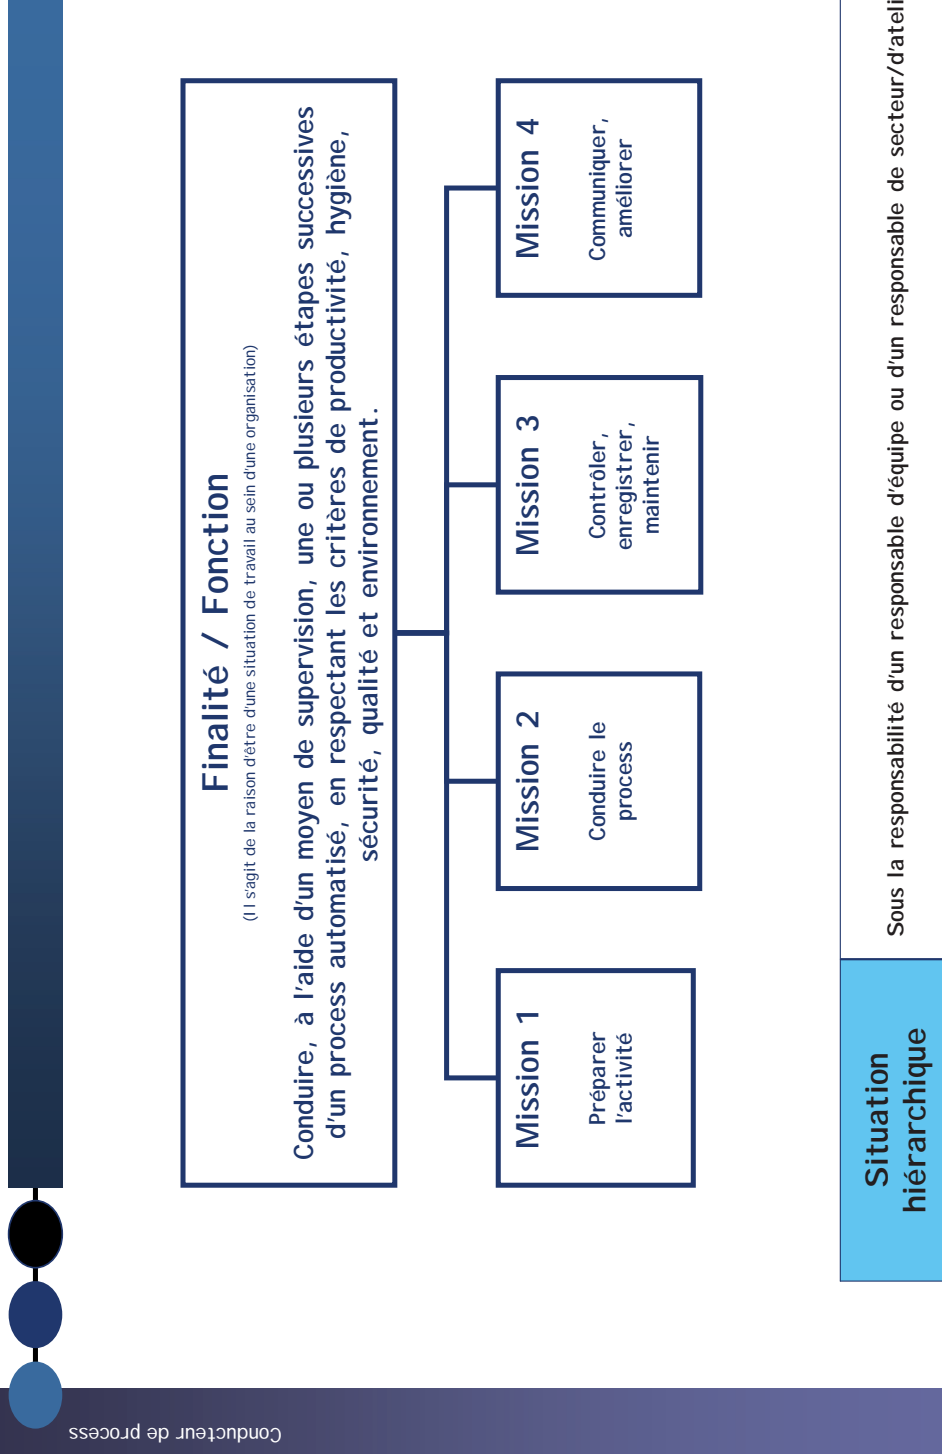 Conducteur de process
Finalité / Fonction
(Il s'agit de la raison d'être d'une situation de travail au sein d'une organisation)
Conduire, à l'aide d'un moyen de supervision, une ou plusieurs étapes successives
d'un process automatisé, en respectant les critères de productivité, hygiène,
sécurité, qualité et environnement.
Mission 1
Préparer
l'activité
Mission 2
Conduire le
process
Mission 3
Contrôler,
enregistrer,
maintenir
Mission 4
Communiquer,
améliorer
Situation
hiérarchique
Sous la responsabilité d'un responsable d'équipe ou d'un responsable de secteur/d'ateli